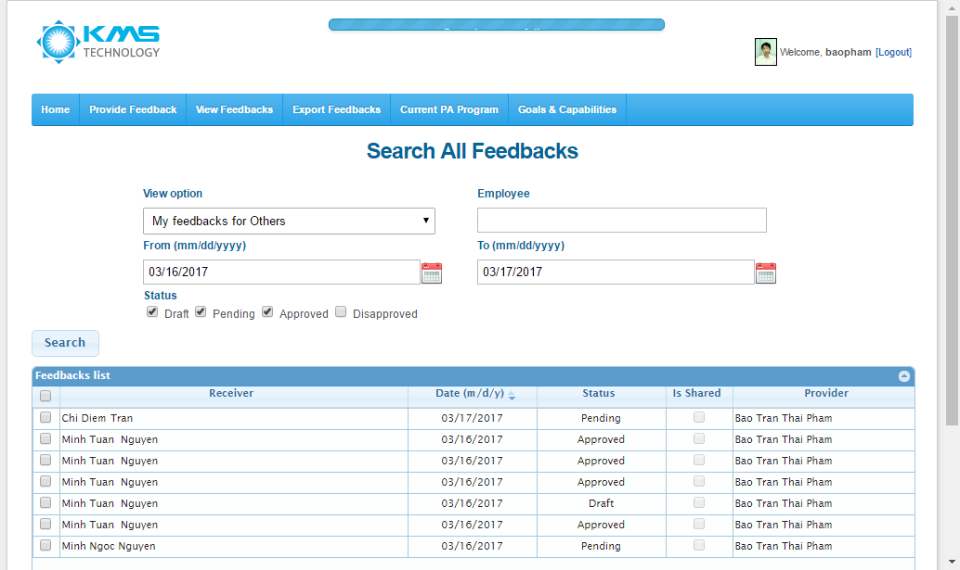 KMS
TECHNOLOGY
Welcome, baopham [Logout]
Home Provide Feedback View Feedbacks Export Feedbacks Current PA Program Goals & Capabilities
Search All Feedbacks
View option Employee
My feedbacks for Others
From (mm/dd/yyyy) To (mm/dd/yyyy)
03/16/2017 03/17/2017
Status
Draft Pending Approved Disapproved
Search
Feedbacks list
Receiver Date (m/d/y) Status Is Shared Provider
Chi Diem Tran 03/17/2017 Pending Bao Tran Thai Pham
Minh Tuan Nguyen 03/16/2017 Approved Bao Tran Thai Pham
Minh Tuan Nguyen 03/16/2017 Approved Bao Tran Thai Pham
Minh Tuan Nguyen 03/16/2017 Approved Bao Tran Thai Pham
Minh Tuan Nguyen 03/16/2017 Draft Bao Tran Thai Pham
Minh Tuan Nguyen 03/16/2017 Approved Bao Tran Thai Pham
Minh Ngoc Nguyen 03/16/2017 Pending Bao Tran Thai Pham